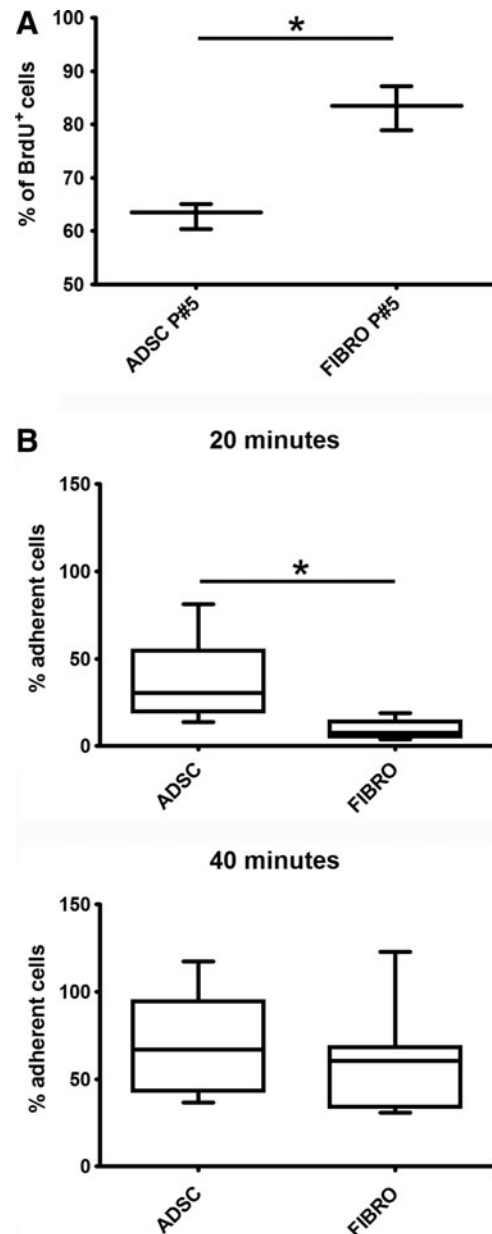 A
*
100
90
80
70
60
50
% of BrdU+ cells
ADSC P#5
FIBRO P#5
B
20 minutes
150
100
50
0
% adherent cells
*
ADSC
FIBRO
40 minutes
150
100
50
0
% adherent cells
ADSC
FIBRO